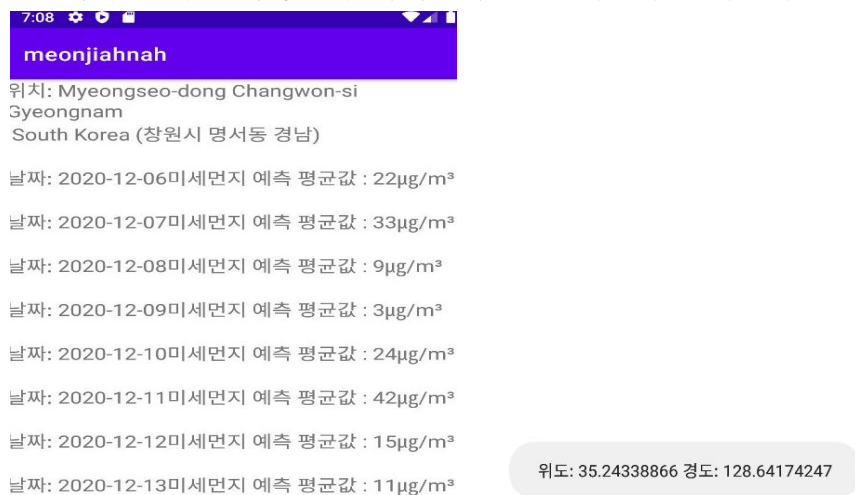 7:08
meonjiahnah
위치: Myeongseo-dong Changwon-si
Gyeongnam
South Korea (창원시 명서동 경남)
날짜: 2020-12-06미세먼지 예측 평균값 : 22µg/m³
날짜: 2020-12-07미세먼지 예측 평균값 : 33µg/m³
날짜: 2020-12-08미세먼지 예측 평균값 : 9µg/m³
날짜: 2020-12-09미세먼지 예측 평균값 : 3µg/m³
날짜: 2020-12-10미세먼지 예측 평균값 : 24µg/m³
날짜: 2020-12-11미세먼지 예측 평균값 : 42µg/m³
날짜: 2020-12-12미세먼지 예측 평균값 : 15µg/m³
날짜: 2020-12-13미세먼지 예측 평균값 : 11µg/m³
위도: 35.24338866 경도: 128.64174247